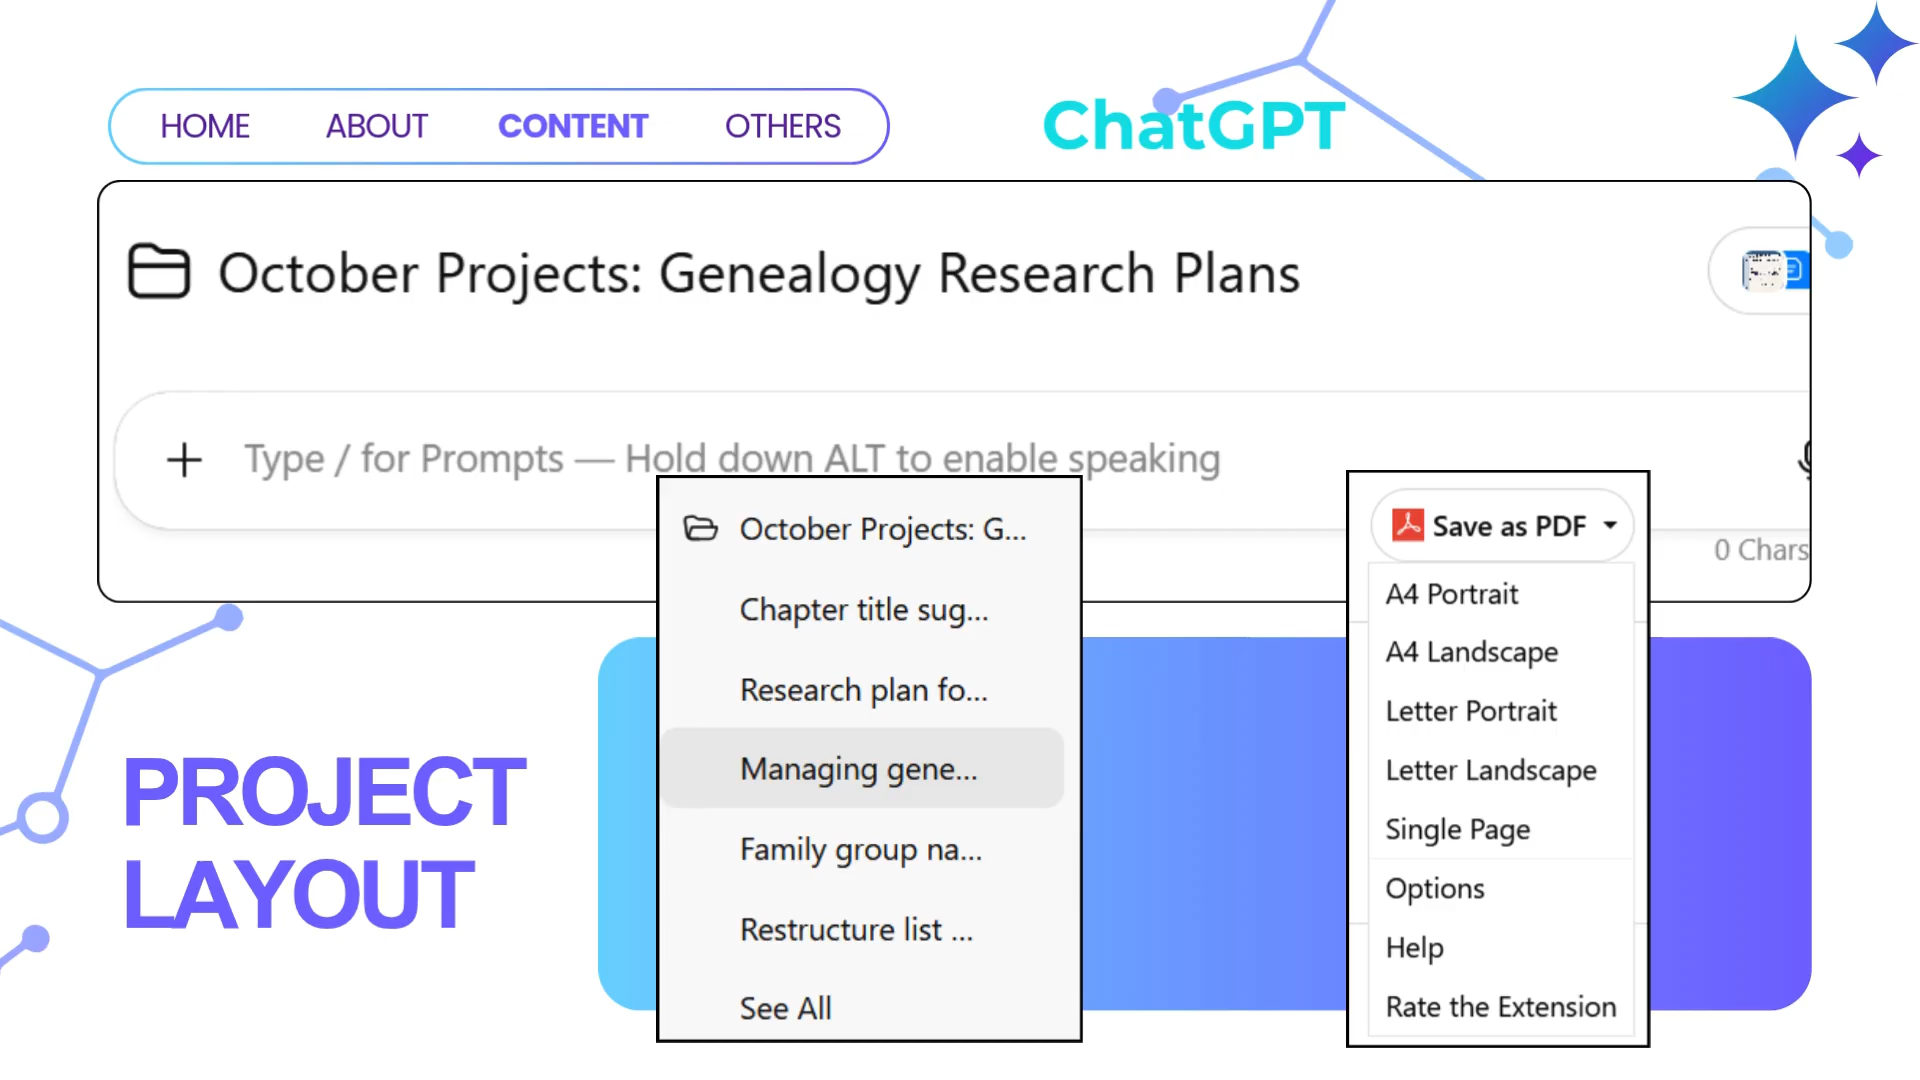 HOME ABOUT CONTENT OTHERS
ChatGPT
October Projects: Genealogy Research Plans
Type / for Prompts — Hold down ALT to enable speaking
0 Chars
October Projects: G...
Chapter title sug...
Research plan fo...
Managing gene...
Family group na...
Restructure list ...
See All
Save as PDF
A4 Portrait
A4 Landscape
Letter Portrait
Letter Landscape
Single Page
Options
Help
Rate the Extension
PROJECT
LAYOUT